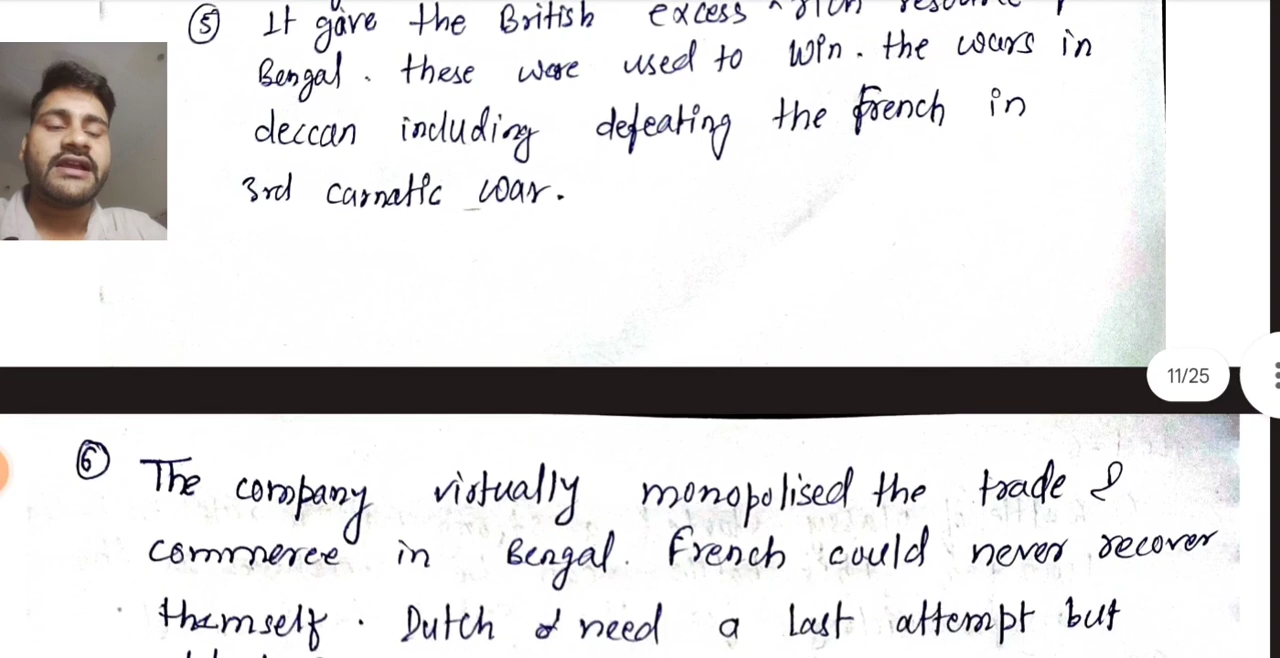 ⑤ It gave the British excess
Bengal. these were used to win. the wars in
deccan including defeating the french in
3rd carnatic war.
11/25
⑥ The company virtually monopolised the trade &
commerce in Bengal. French could never recover
themself. Dutch need a last attempt but